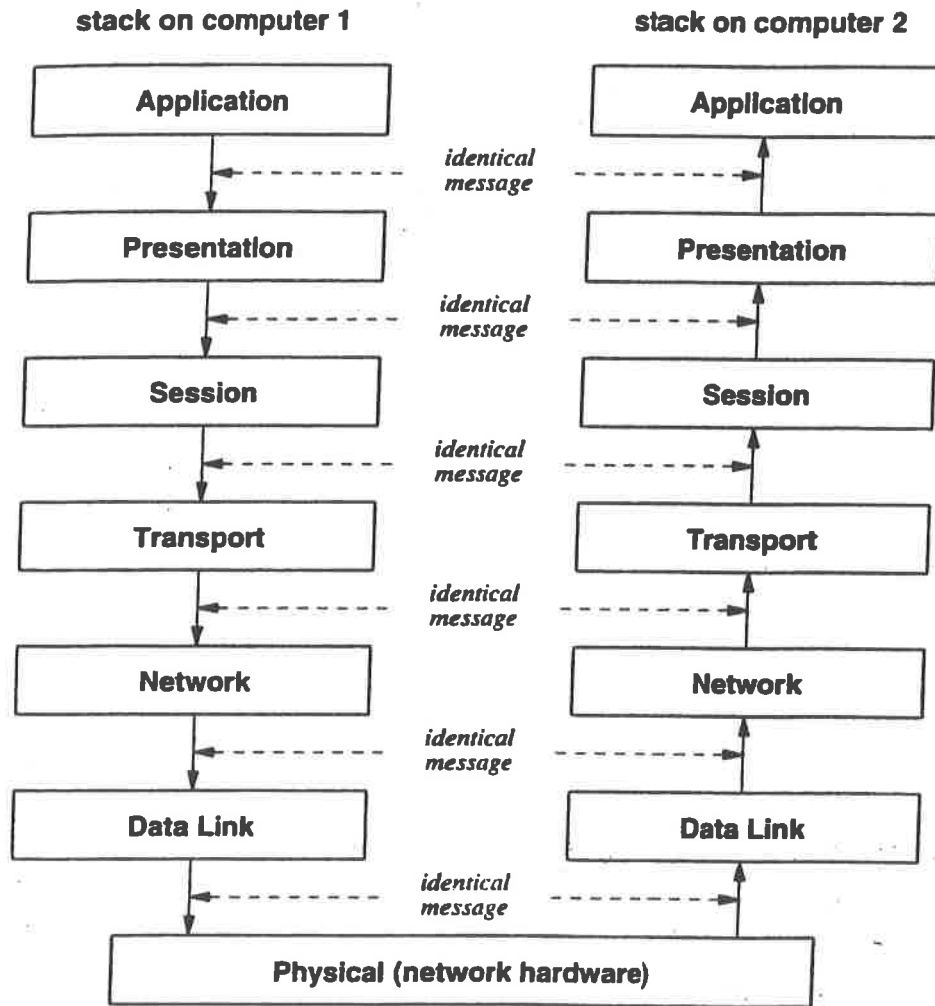 stack on computer 1
stack on computer 2
Application
Application
identical
message
Presentation
Presentation
identical
message
Session
Session
identical
message
Transport
Transport
identical
message
Network
Network
identical
message
Data Link
Data Link
identical
message
Physical (network hardware)